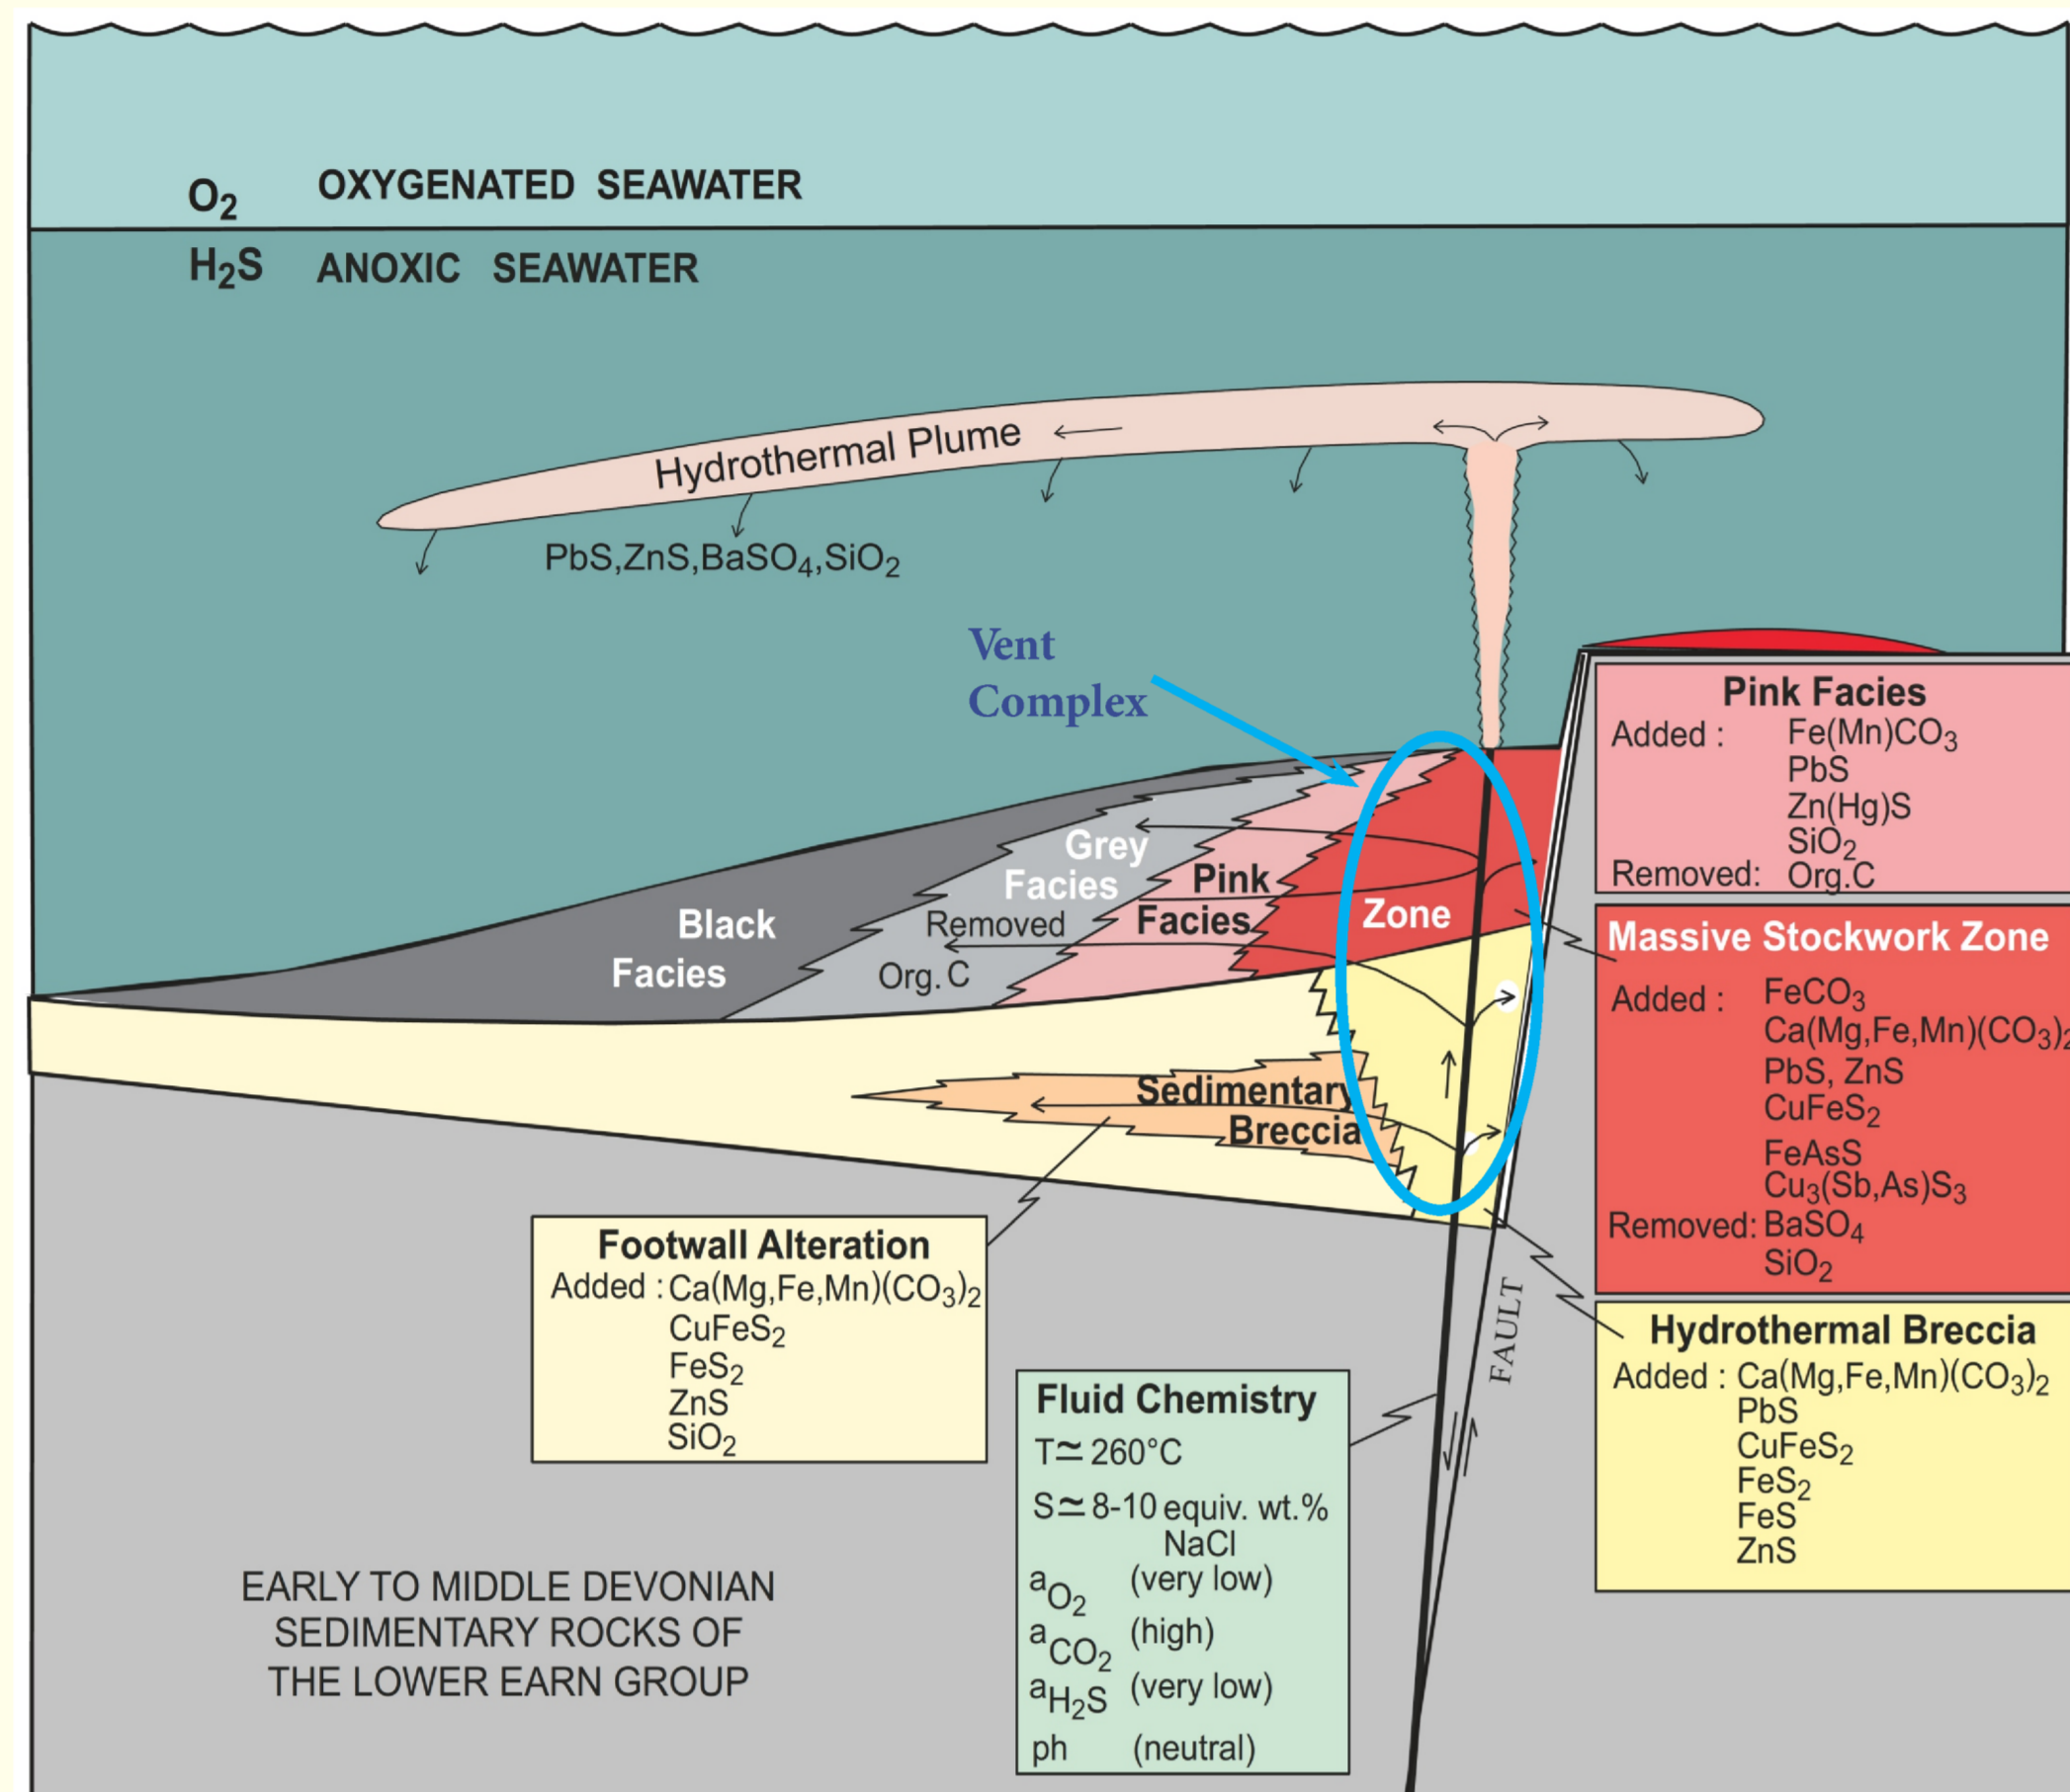 O₂ OXYGENATED SEAWATER
H₂S ANOXIC SEAWATER
Hydrothermal Plume
PbS,ZnS,BaSO₄,SiO₂
Vent
Complex
Grey
Facies
Removed
Org. C
Pink
Facies
Zone
Black
Facies
Sedimentary
Breccia
Pink Facies
Added : Fe(Mn)CO₃
PbS
Zn(Hg)S
SiO₂
Removed: Org.C
Massive Stockwork Zone
Added : FeCO₃
Ca(Mg,Fe,Mn)(CO₃)₂
PbS, ZnS
CuFeS₂
FeAsS
Cu₃(Sb,As)S₃
Removed: BaSO₄
SiO₂
Footwall Alteration
Added : Ca(Mg,Fe,Mn)(CO₃)₂
CuFeS₂
FeS₂
ZnS
SiO₂
FAULT
Hydrothermal Breccia
Added : Ca(Mg,Fe,Mn)(CO₃)₂
PbS
CuFeS₂
FeS₂
FeS
ZnS
Fluid Chemistry
T≃ 260°C
S≃ 8-10 equiv. wt.%
NaCl
aO₂ (very low)
aCO₂ (high)
aH₂S (very low)
ph (neutral)
EARLY TO MIDDLE DEVONIAN
SEDIMENTARY ROCKS OF
THE LOWER EARN GROUP